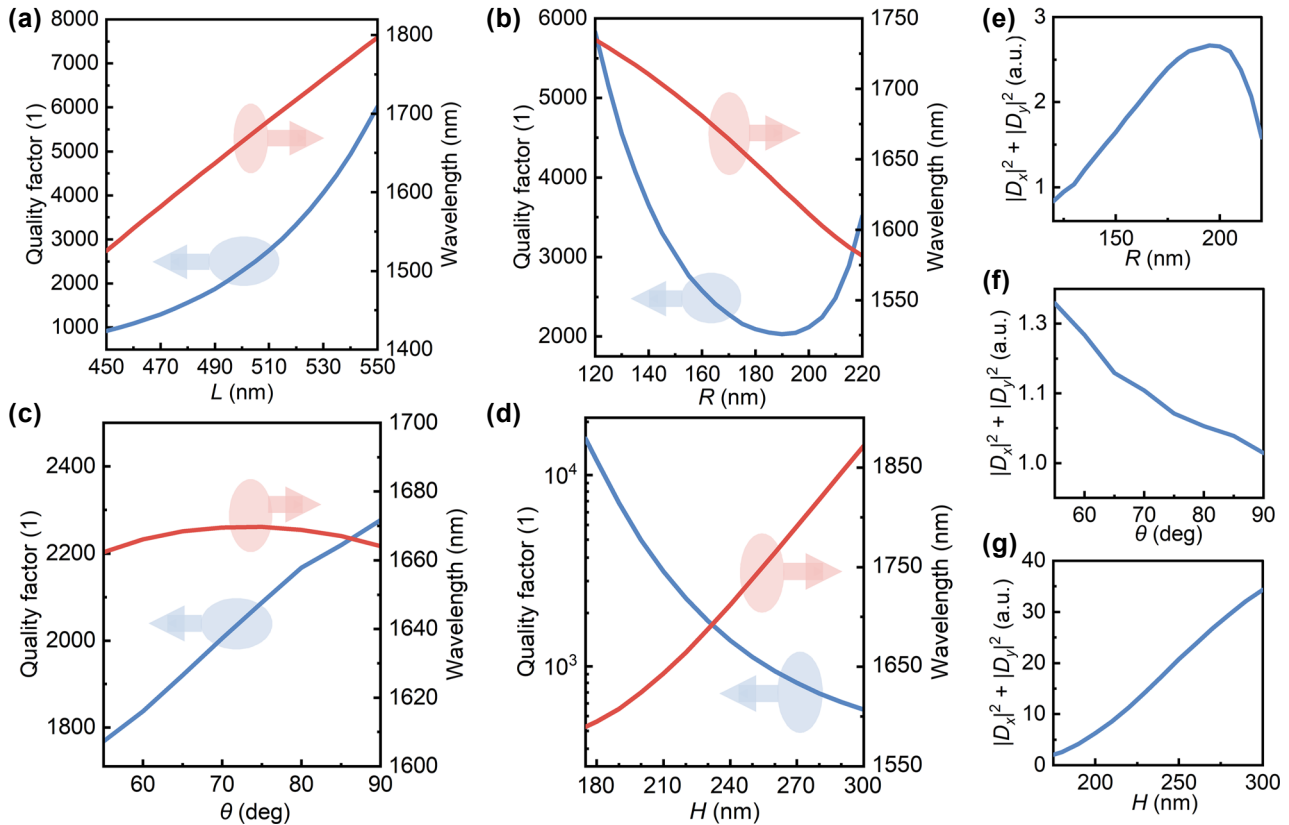 (a)
8000
7000
6000
5000
4000
3000
2000
1000
Quality factor (1)
1800
1700
1600
1500
1400
Wavelength (nm)
450 470 490 510 530 550
L (nm)
(b)
6000
5000
4000
3000
2000
Quality factor (1)
1750
1700
1650
1600
1550
Wavelength (nm)
120 140 160 180 200 220
R (nm)
(c)
2400
2200
2000
1800
Quality factor (1)
1700
1680
1660
1640
1620
1600
Wavelength (nm)
60 70 80 90
θ (deg)
(d)
10⁴
10³
Quality factor (1)
1850
1750
1650
1550
Wavelength (nm)
180 210 240 270 300
H (nm)
(e)
3
2
1
|Dₓ|² + |Dᵧ|² (a.u.)
150 200
R (nm)
(f)
1.3
1.1
1.0
|Dₓ|² + |Dᵧ|² (a.u.)
60 70 80 90
θ (deg)
(g)
40
35
30
20
15
10
5
0
|Dₓ|² + |Dᵧ|² (a.u.)
200 250 300
H (nm)